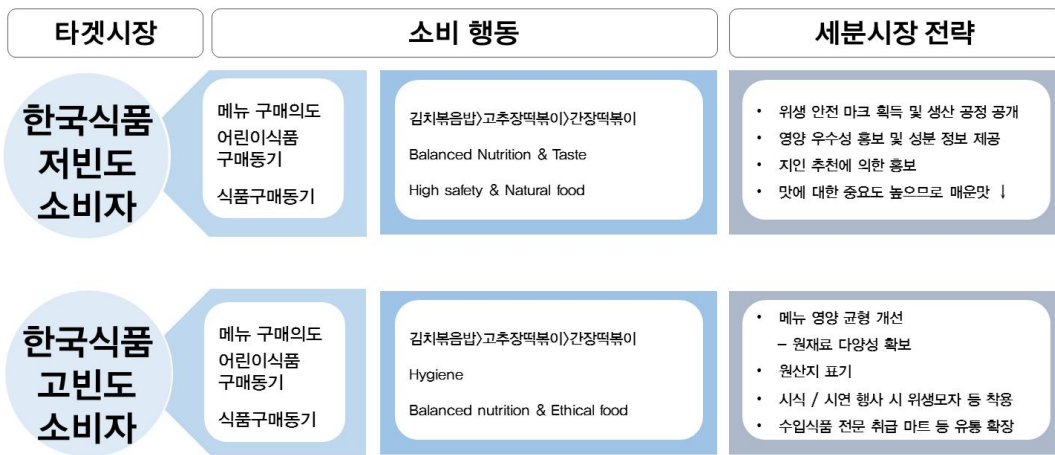 타겟시장
소비 행동
세분시장 전략
한국식품
저빈도
소비자
메뉴 구매의도
어린이식품
구매동기
식품구매동기
김치볶음밥〉고추장떡볶이〉간장떡볶이
Balanced Nutrition & Taste
High safety & Natural food
• 위생 안전 마크 획득 및 생산 공정 공개
• 영양 우수성 홍보 및 성분 정보 제공
• 지인 추천에 의한 홍보
• 맛에 대한 중요도 높으므로 매운맛 ↓
한국식품
고빈도
소비자
메뉴 구매의도
어린이식품
구매동기
식품구매동기
김치볶음밥〉고추장떡볶이〉간장떡볶이
Hygiene
Balanced nutrition & Ethical food
• 메뉴 영양 균형 개선
– 원재료 다양성 확보
• 원산지 표기
• 시식 / 시연 행사 시 위생모자 등 착용
• 수입식품 전문 취급 마트 등 유통 확장